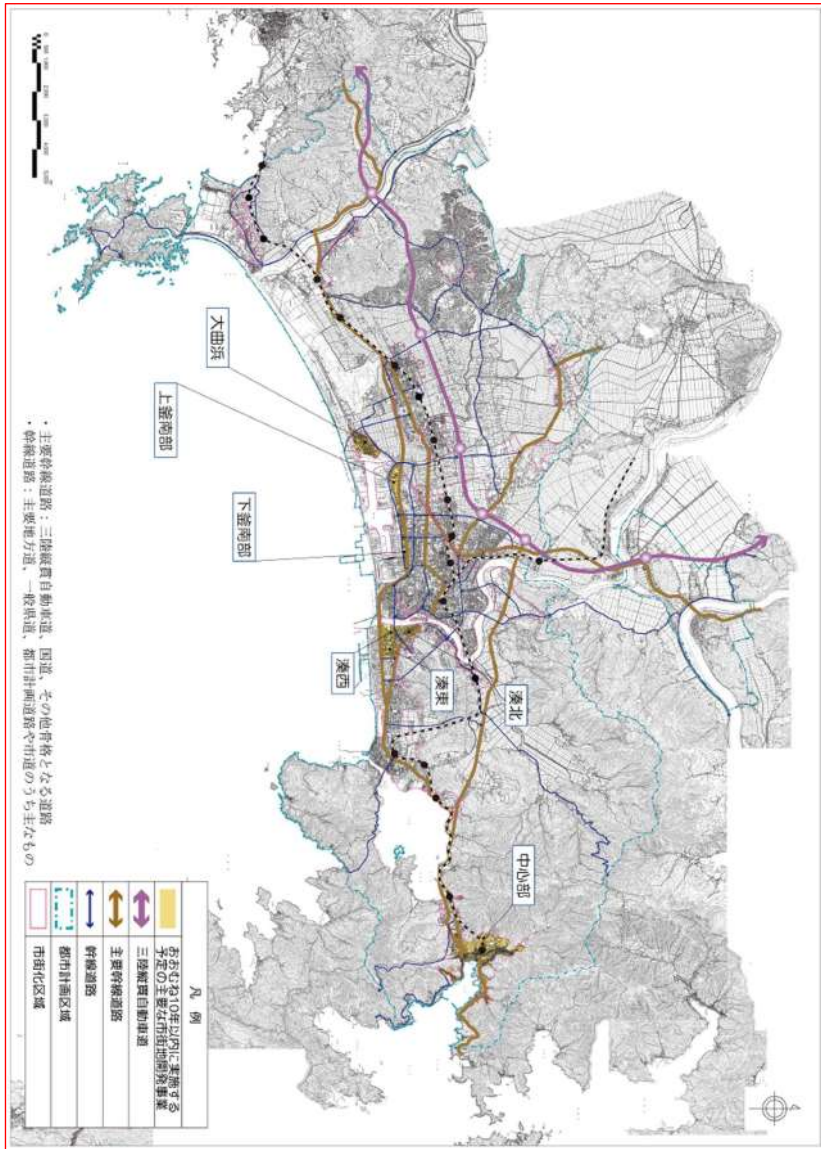 大曲浜
上釜南部
下釜南部
湊西
湊東
湊北
中心部
・主要幹線道路：三陸縦貫自動車道、国道、その他骨格となる道路
・幹線道路：主要地方道、一般県道、都市計画道路や市道のうち主なもの
凡 例
おおむね10年以内に実施する
予定の主要な市街地開発事業
三陸縦貫自動車道
主要幹線道路
幹線道路
都市計画区域
市街化区域